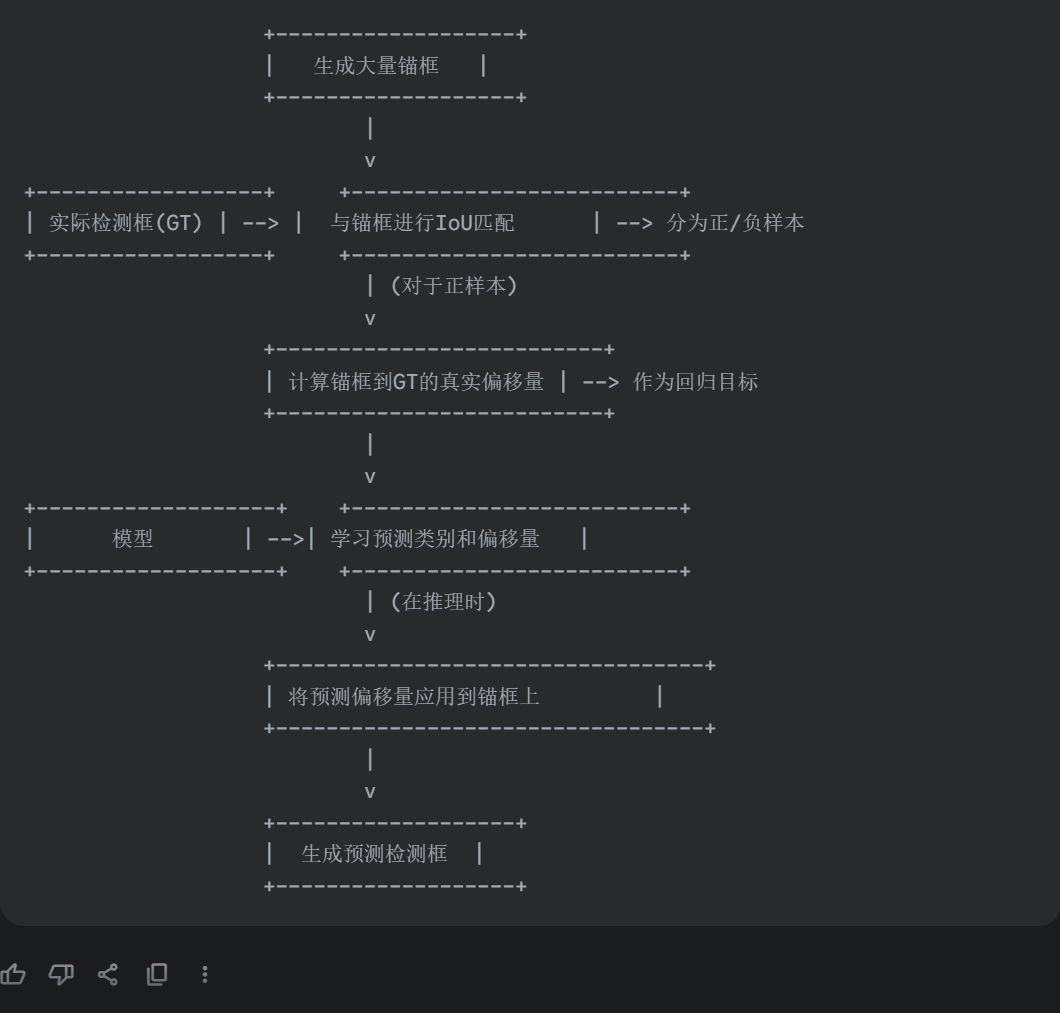 +-------------------+
|   生成大量锚框   |
+-------------------+
|
v
+------------------+     +--------------------------+
| 实际检测框(GT) | --> |  与锚框进行IoU匹配      | --> 分为正/负样本
+------------------+     +--------------------------+
| (对于正样本)
v
+--------------------------+
| 计算锚框到GT的真实偏移量 | --> 作为回归目标
+--------------------------+
|
v
+-------------------+    +--------------------------+
|      模型       | -->| 学习预测类别和偏移量   |
+-------------------+    +--------------------------+
| (在推理时)
v
+----------------------------------+
| 将预测偏移量应用到锚框上         |
+----------------------------------+
|
v
+-------------------+
|  生成预测检测框  |
+-------------------+